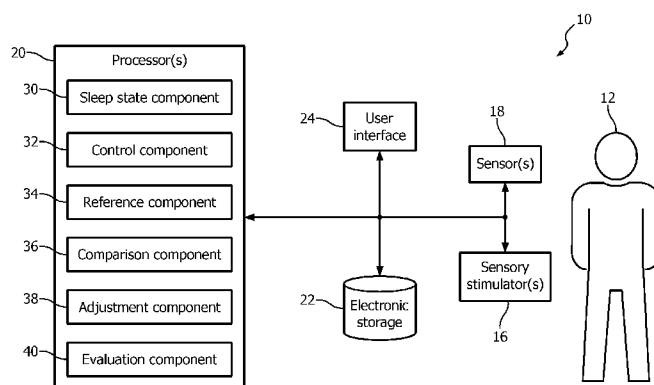 10
20
Processor(s)
30
Sleep state component
32
Control component
34
Reference component
36
Comparison component
38
Adjustment component
40
Evaluation component
24
User
interface
22
Electronic
storage
18
Sensor(s)
Sensory
stimulator(s)
16
12